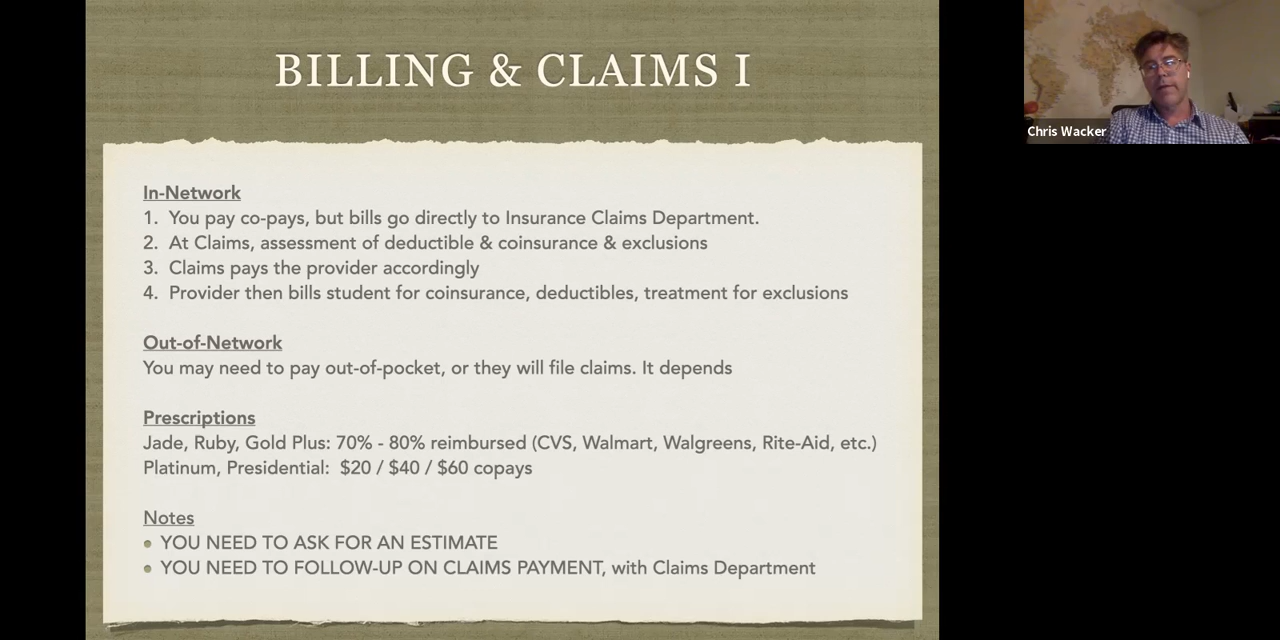 BILLING & CLAIMS I
In-Network
1. You pay co-pays, but bills go directly to Insurance Claims Department.
2. At Claims, assessment of deductible & coinsurance & exclusions
3. Claims pays the provider accordingly
4. Provider then bills student for coinsurance, deductibles, treatment for exclusions
Out-of-Network
You may need to pay out-of-pocket, or they will file claims. It depends
Prescriptions
Jade, Ruby, Gold Plus: 70% - 80% reimbursed (CVS, Walmart, Walgreens, Rite-Aid, etc.)
Platinum, Presidential: $20 / $40 / $60 copays
Notes
• YOU NEED TO ASK FOR AN ESTIMATE
• YOU NEED TO FOLLOW-UP ON CLAIMS PAYMENT, with Claims Department
Chris Wacker